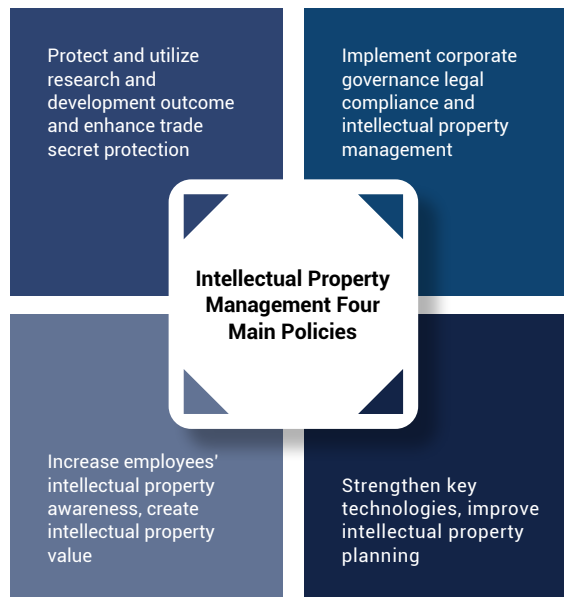 Protect and utilize
research and
development outcome
and enhance trade
secret protection
Implement corporate
governance legal
compliance and
intellectual property
management
Intellectual Property
Management Four
Main Policies
Increase employees'
intellectual property
awareness, create
intellectual property
value
Strengthen key
technologies, improve
intellectual property
planning